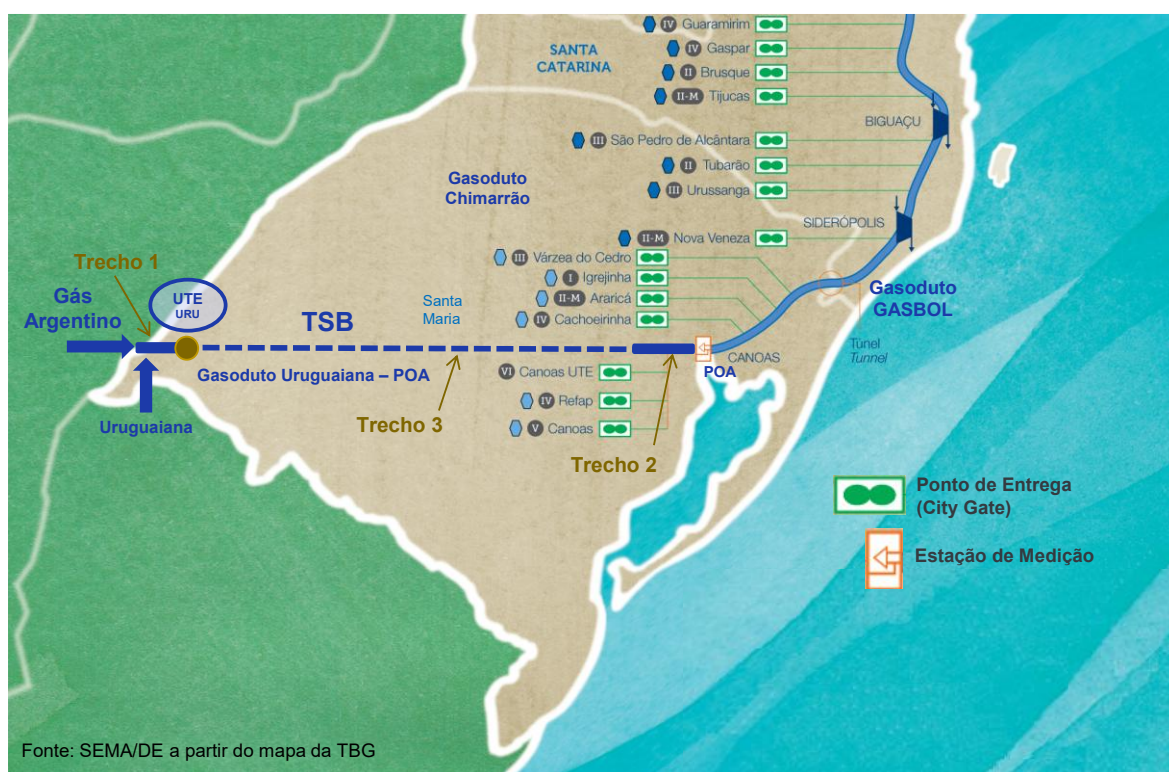 IV Guaramirim
SANTA
CATARINA
IV Gaspar
II Brusque
II-M Tijucas
BIGUAÇU
III São Pedro de Alcântara
II Tubarão
Gasoduto
Chimarrão
III Urussanga
SIDERÓPOLIS
II-M Nova Veneza
III Várzea do Cedro
Trecho 1
I Igrejinha
Gasoduto
GASBOL
UTE
URU
II-M Araricá
Gás
Argentino
Santa
Maria
TSB
IV Cachoeirinha
Túnel
Tunnel
CANOAS
POA
Gasoduto Uruguaiana – POA
VI Canoas UTE
IV Refap
Uruguaiana
Trecho 3
V Canoas
Trecho 2
Ponto de Entrega
(City Gate)
Estação de Medição
Fonte: SEMA/DE a partir do mapa da TBG